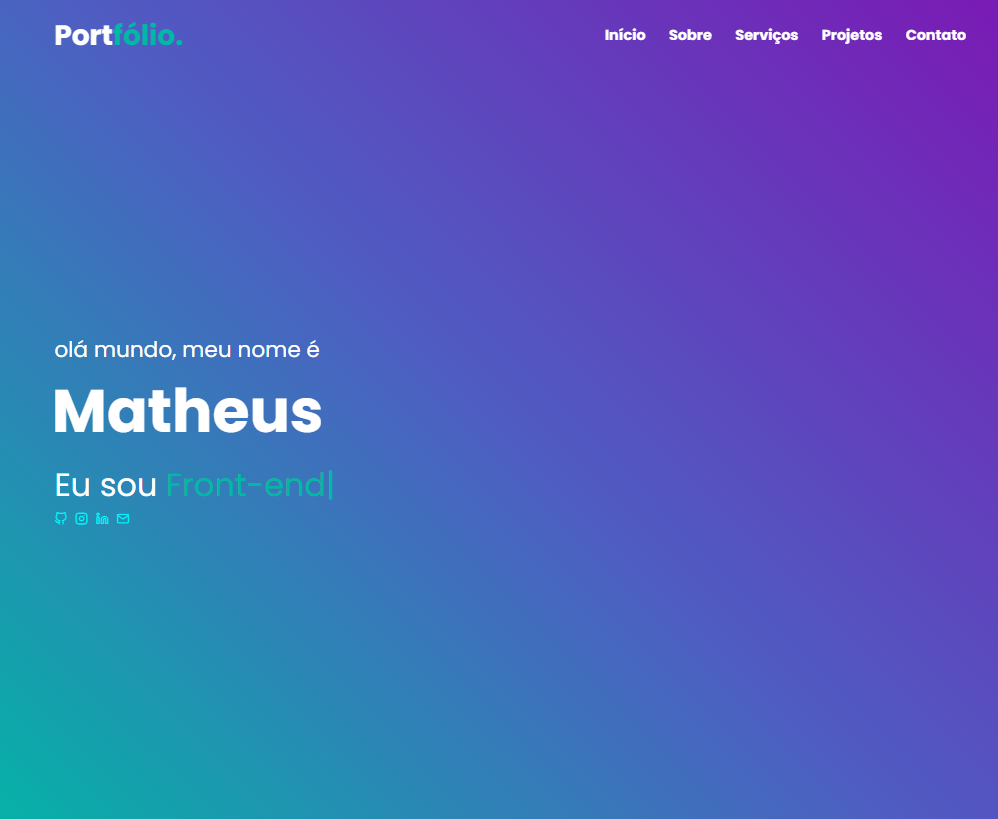 Portfólio.
Início Sobre Serviços Projetos Contato
olá mundo, meu nome é
Matheus
Eu sou Front-end|